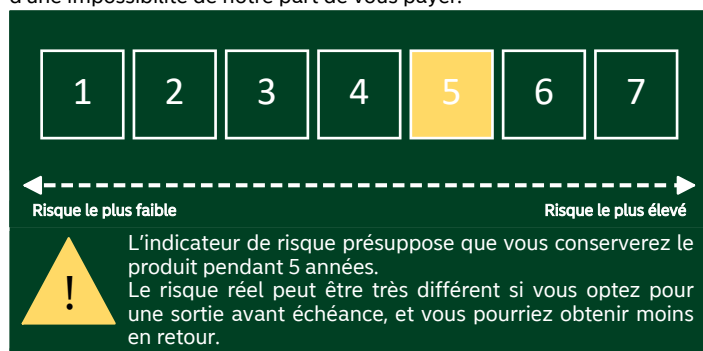 d'une impossibilité de notre part de vous payer.
1 2 3 4 5 6 7
Risque le plus faible Risque le plus élevé
L'indicateur de risque présuppose que vous conserverez le
produit pendant 5 années.
! Le risque réel peut être très différent si vous optez pour
une sortie avant échéance, et vous pourriez obtenir moins
en retour.